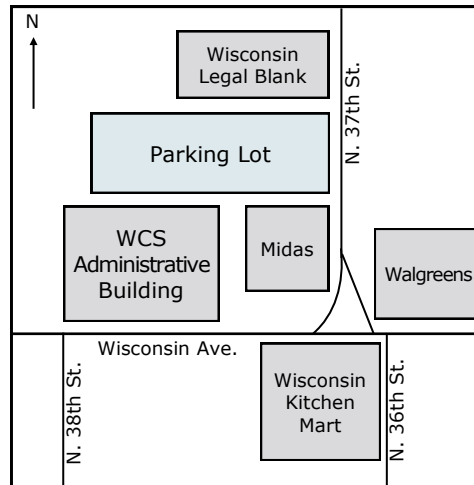 N
Wisconsin
Legal Blank
N. 37th St.
Parking Lot
WCS
Administrative
Building
Midas
Walgreens
Wisconsin Ave.
N. 38th St.
Wisconsin
Kitchen
Mart
N. 36th St.